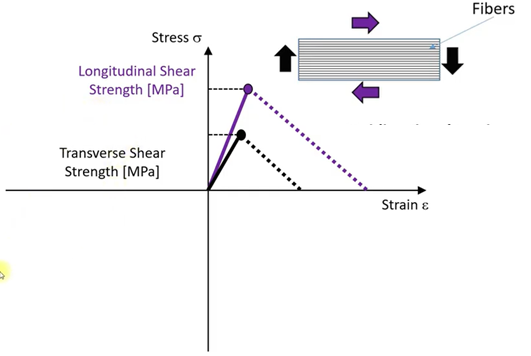 Fibers
Stress σ
Longitudinal Shear
Strength [MPa]
Transverse Shear
Strength [MPa]
Strain ε